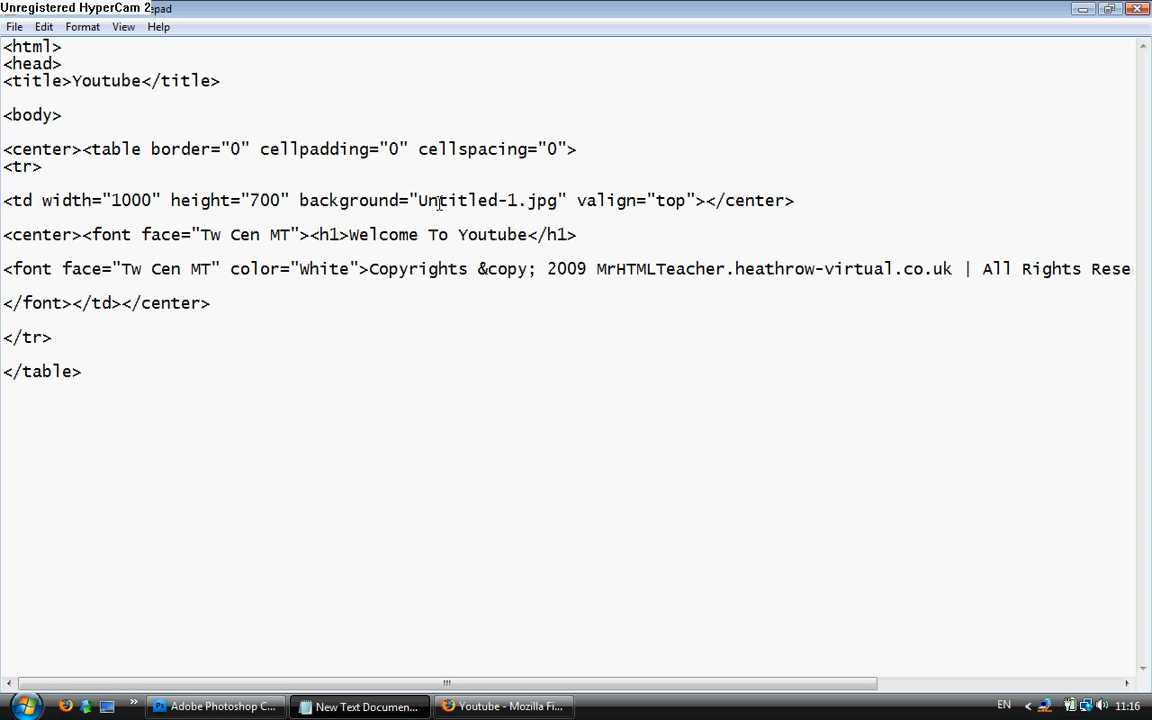 Unregistered HyperCam 2
pad
File Edit Format View Help
<html>
<head>
<title>Youtube</title>
<body>
<center><table border="0" cellpadding="0" cellspacing="0">
<tr>
<td width="1000" height="700" background="Untitled-1.jpg" valign="top"></center>
<center><font face="Tw Cen MT"><h1>Welcome To Youtube</h1>
<font face="Tw Cen MT" color="White">Copyrights &copy; 2009 MrHTMLTeacher.heathrow-virtual.co.uk | All Rights Rese
</font></td></center>
</tr>
</table>
Adobe Photoshop C... New Text Documen... Youtube - Mozilla Fi... EN 11:16